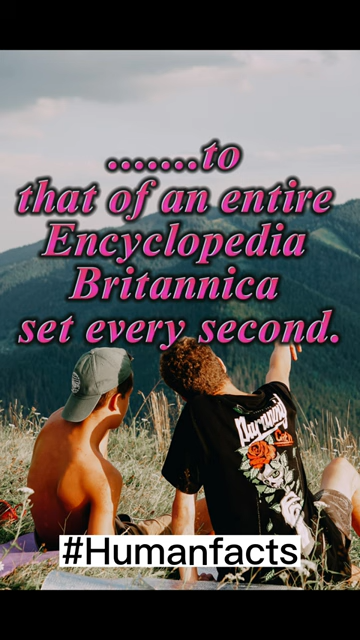 .......to
that of an entire
Encyclopedia
Britannica
set every second.
#Humanfacts